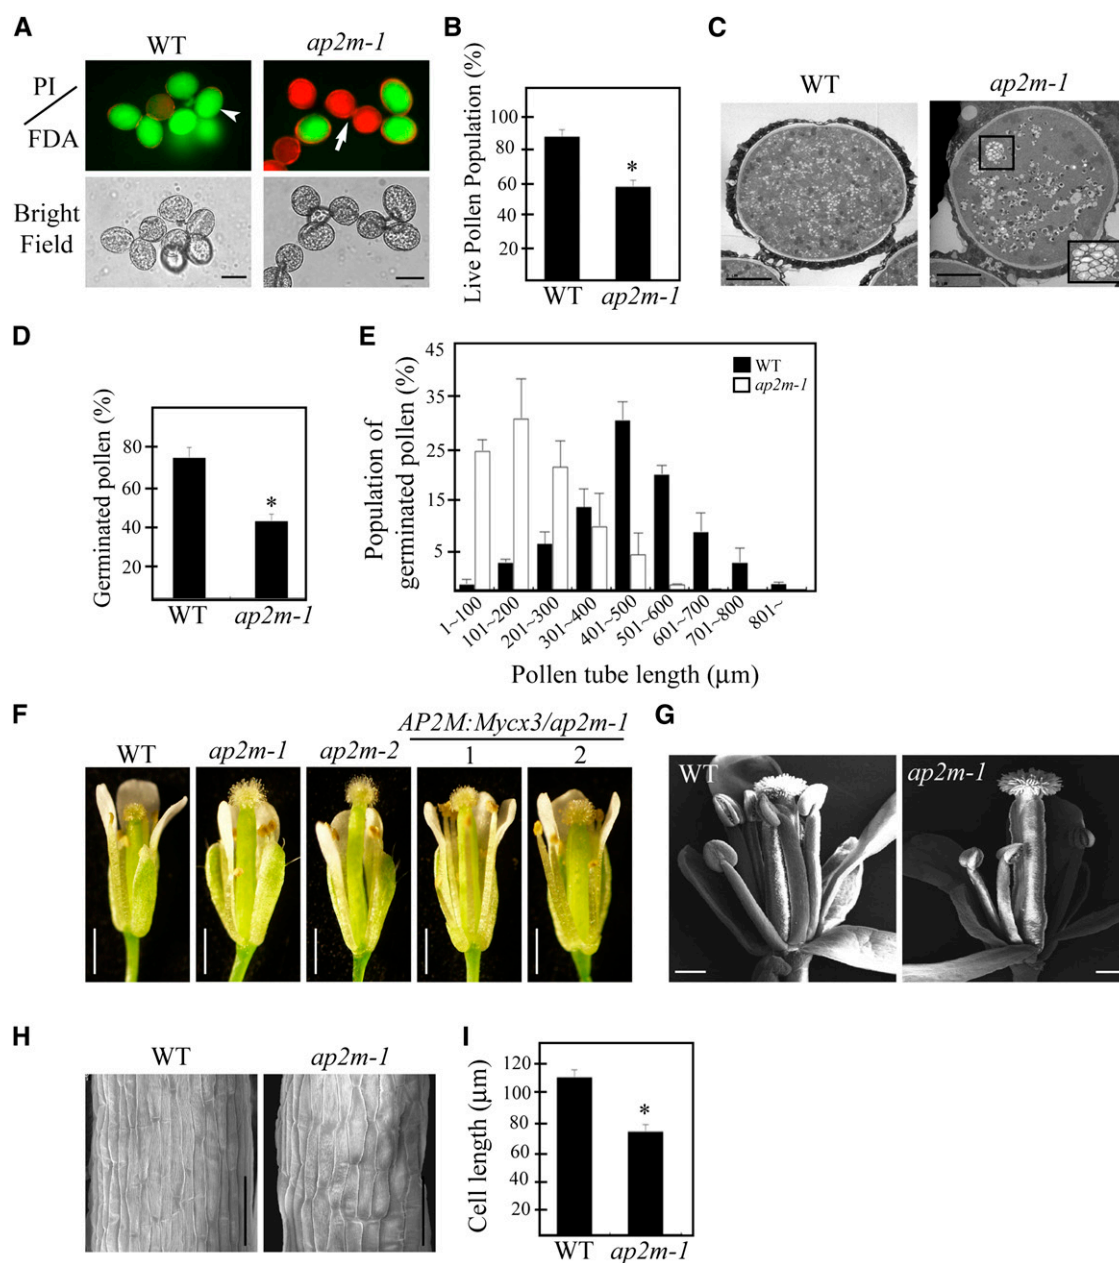 A
WT
ap2m-1
PI
FDA
Bright
Field
B
Live Pollen Population (%)
100
80
60
40
20
*
WT
ap2m-1
C
WT
ap2m-1
D
Germinated pollen (%)
80
60
40
20
*
WT
ap2m-1
E
Population of
germinated pollen (%)
45
35
25
15
5
WT
ap2m-1
1~100
101~200
201~300
301~400
401~500
501~600
601~700
701~800
801~
Pollen tube length (μm)
F
AP2M:Mycx3/ap2m-1
WT
ap2m-1
ap2m-2
1
2
G
WT
ap2m-1
H
WT
ap2m-1
I
Cell length (μm)
120
100
80
60
40
20
*
WT
ap2m-1